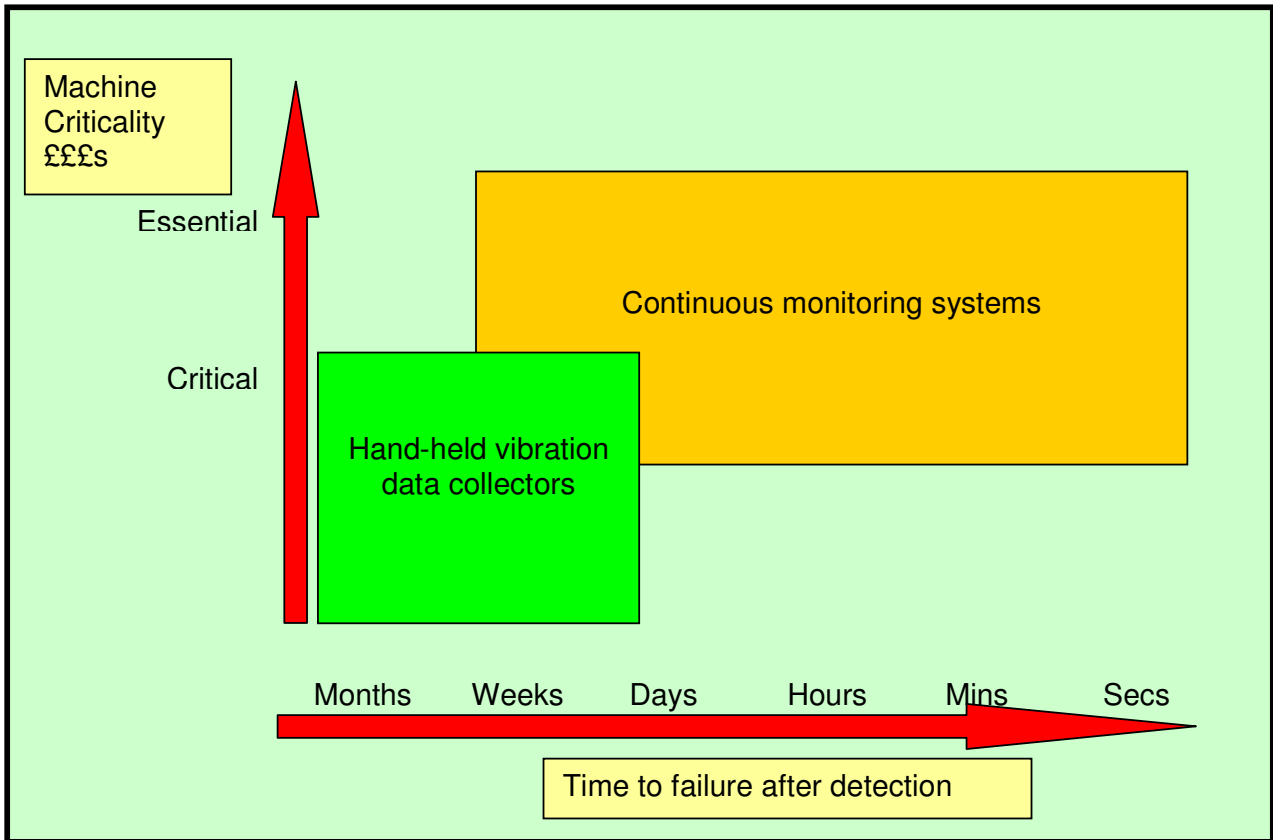 Machine
Criticality
£££s
Essential
Continuous monitoring systems
Critical
Hand-held vibration
data collectors
Months Weeks Days Hours Mins Secs
Time to failure after detection